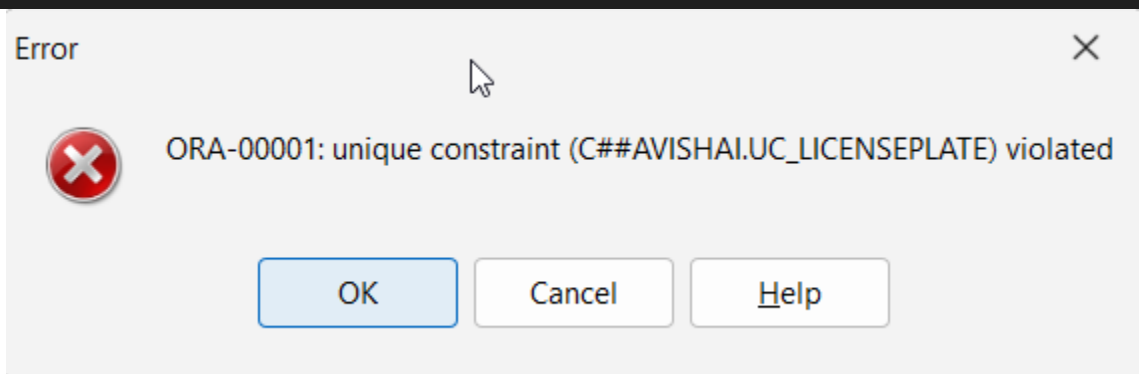 Error
ORA-00001: unique constraint (C##AVISHAI.UC_LICENSEPLATE) violated
OK
Cancel
Help